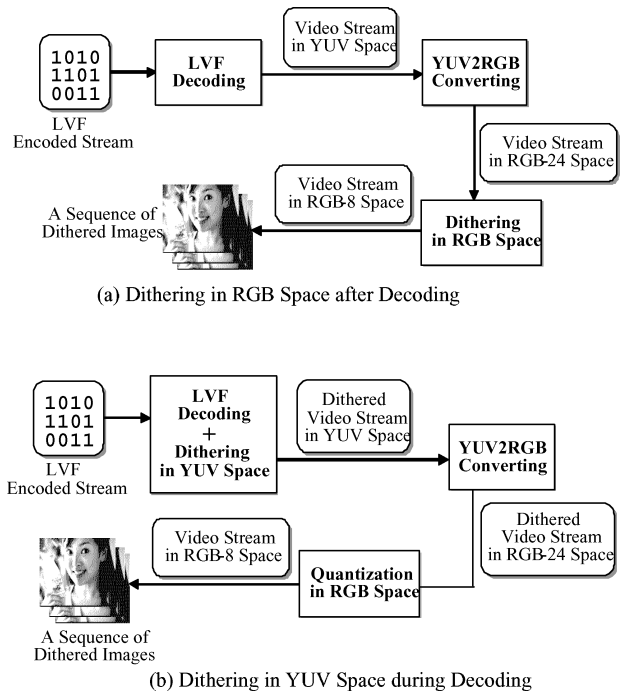 1010
1101
0011
LVF
Encoded Stream
LVF
Decoding
Video Stream
in YUV Space
YUV2RGB
Converting
Video Stream
in RGB-24 Space
Dithering
in RGB Space
Video Stream
in RGB-8 Space
A Sequence of
Dithered Images
(a) Dithering in RGB Space after Decoding
1010
1101
0011
LVF
Encoded Stream
LVF
Decoding
+
Dithering
in YUV Space
Dithered
Video Stream
in YUV Space
YUV2RGB
Converting
Dithered
Video Stream
in RGB-24 Space
Quantization
in RGB Space
Video Stream
in RGB-8 Space
A Sequence of
Dithered Images
(b) Dithering in YUV Space during Decoding